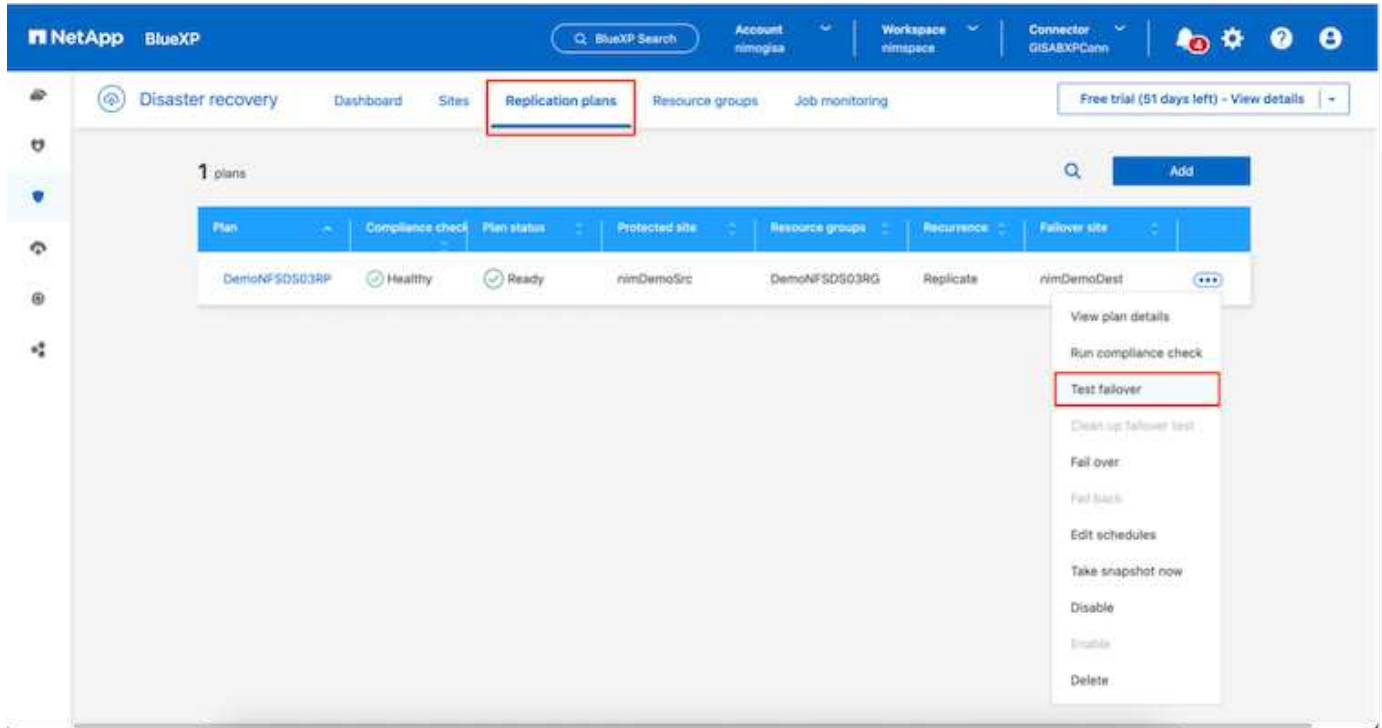 NetApp BlueXP
BlueXP Search
Account
nimogisa
Workspace
nimspace
Connector
GISABXPConn
4
Disaster recovery
Dashboard
Sites
Replication plans
Resource groups
Job monitoring
Free trial (51 days left) - View details
1 plans
Add
Plan
Compliance check
Plan status
Protected site
Resource groups
Recurrence
Failover site
DemoNFSDS03RP
Healthy
Ready
nimDemoSrc
DemoNFSDS03RG
Replicate
nimDemoDest
View plan details
Run compliance check
Test failover
Clean up failover test
Fail over
Fail back
Edit schedules
Take snapshot now
Disable
Enable
Delete